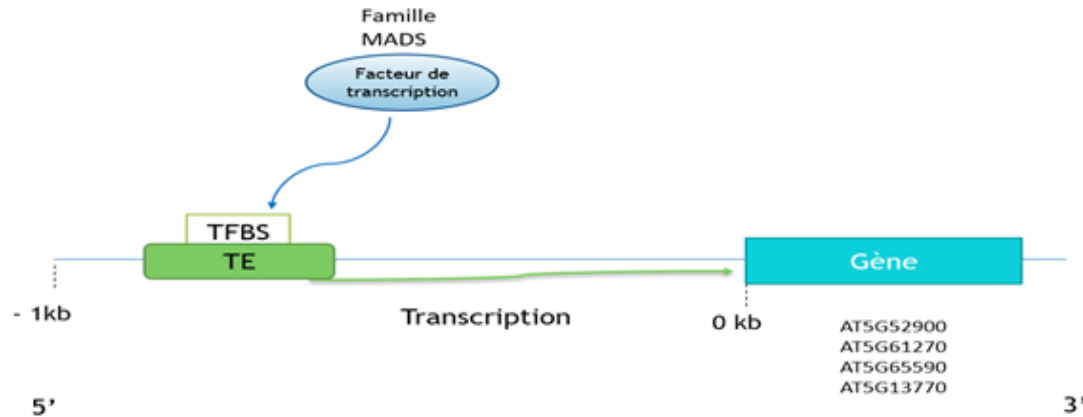 Famille
MADS
Facteur de
transcription
TFBS
TE
Gène
- 1kb
Transcription
0 kb
AT5G52900
AT5G61270
AT5G65590
AT5G13770
5'
3'